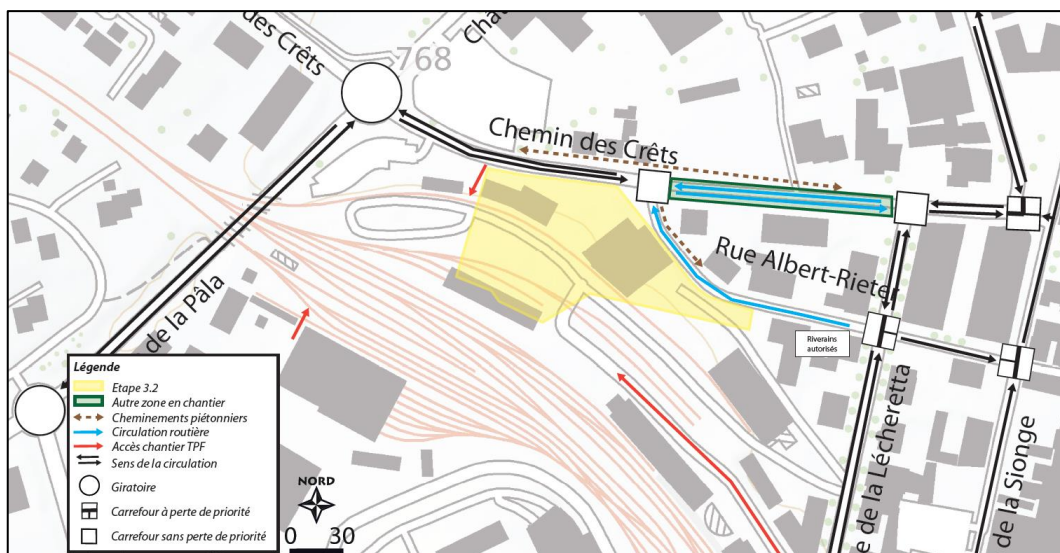 des Crêts
768
Chemin des Crêts
Rue Albert-Rieter
de la Pâla
Riverains
autorisés
e de la Lécheretta
de la Sionge
Légende
Etape 3.2
Autre zone en chantier
Cheminements piétonniers
Circulation routière
Accès chantier TPF
Sens de la circulation
Giratoire
Carrefour à perte de priorité
Carrefour sans perte de priorité
NORD
0 30